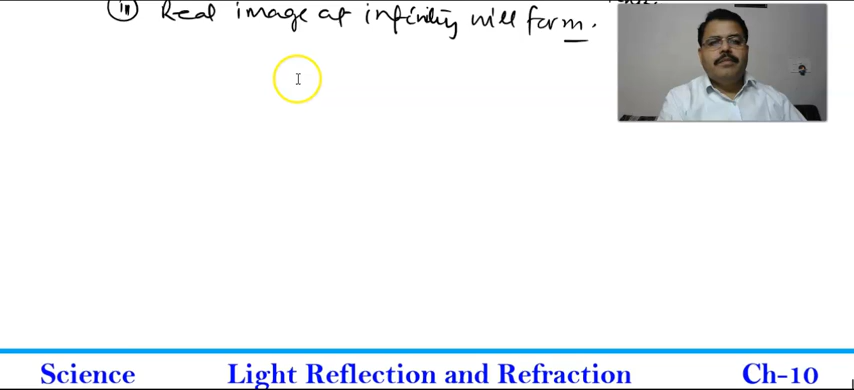 (iii) Real image at infinity will form.
Science Light Reflection and Refraction Ch-10